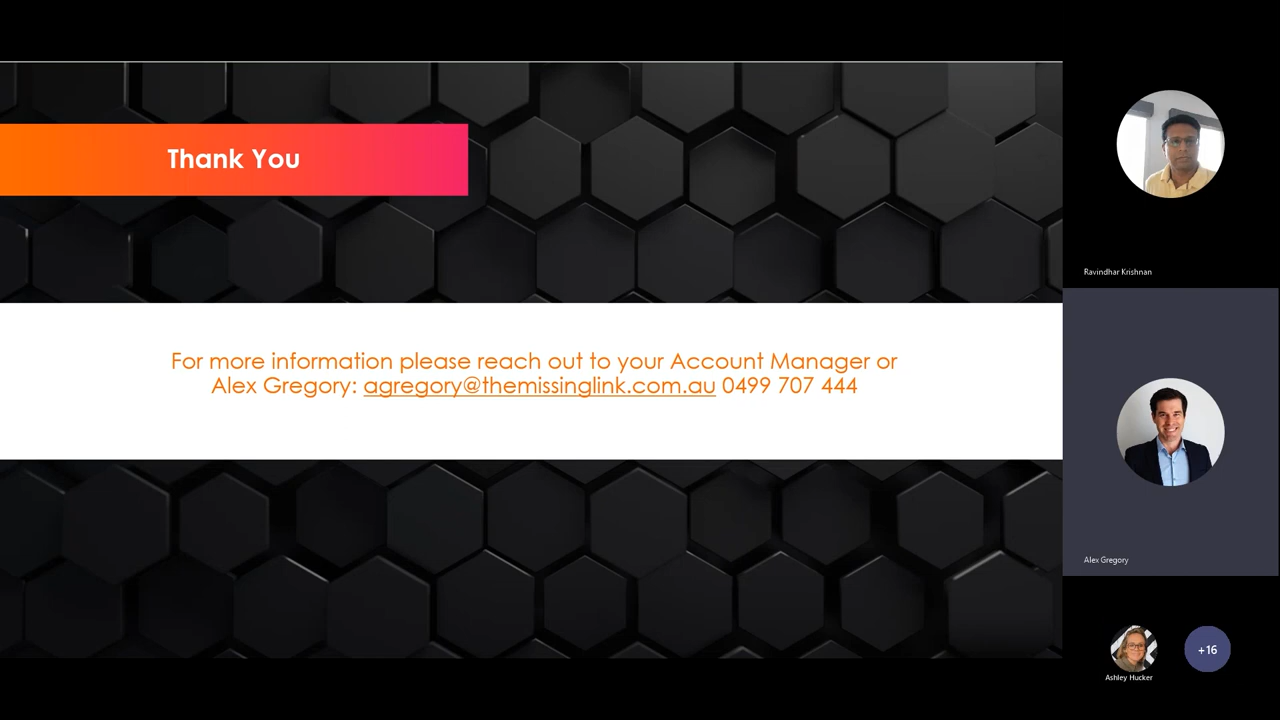 Thank You
For more information please reach out to your Account Manager or
Alex Gregory: agregory@themissinglink.com.au 0499 707 444
Ravindhar Krishnan
Alex Gregory
Ashley Hucker
+16